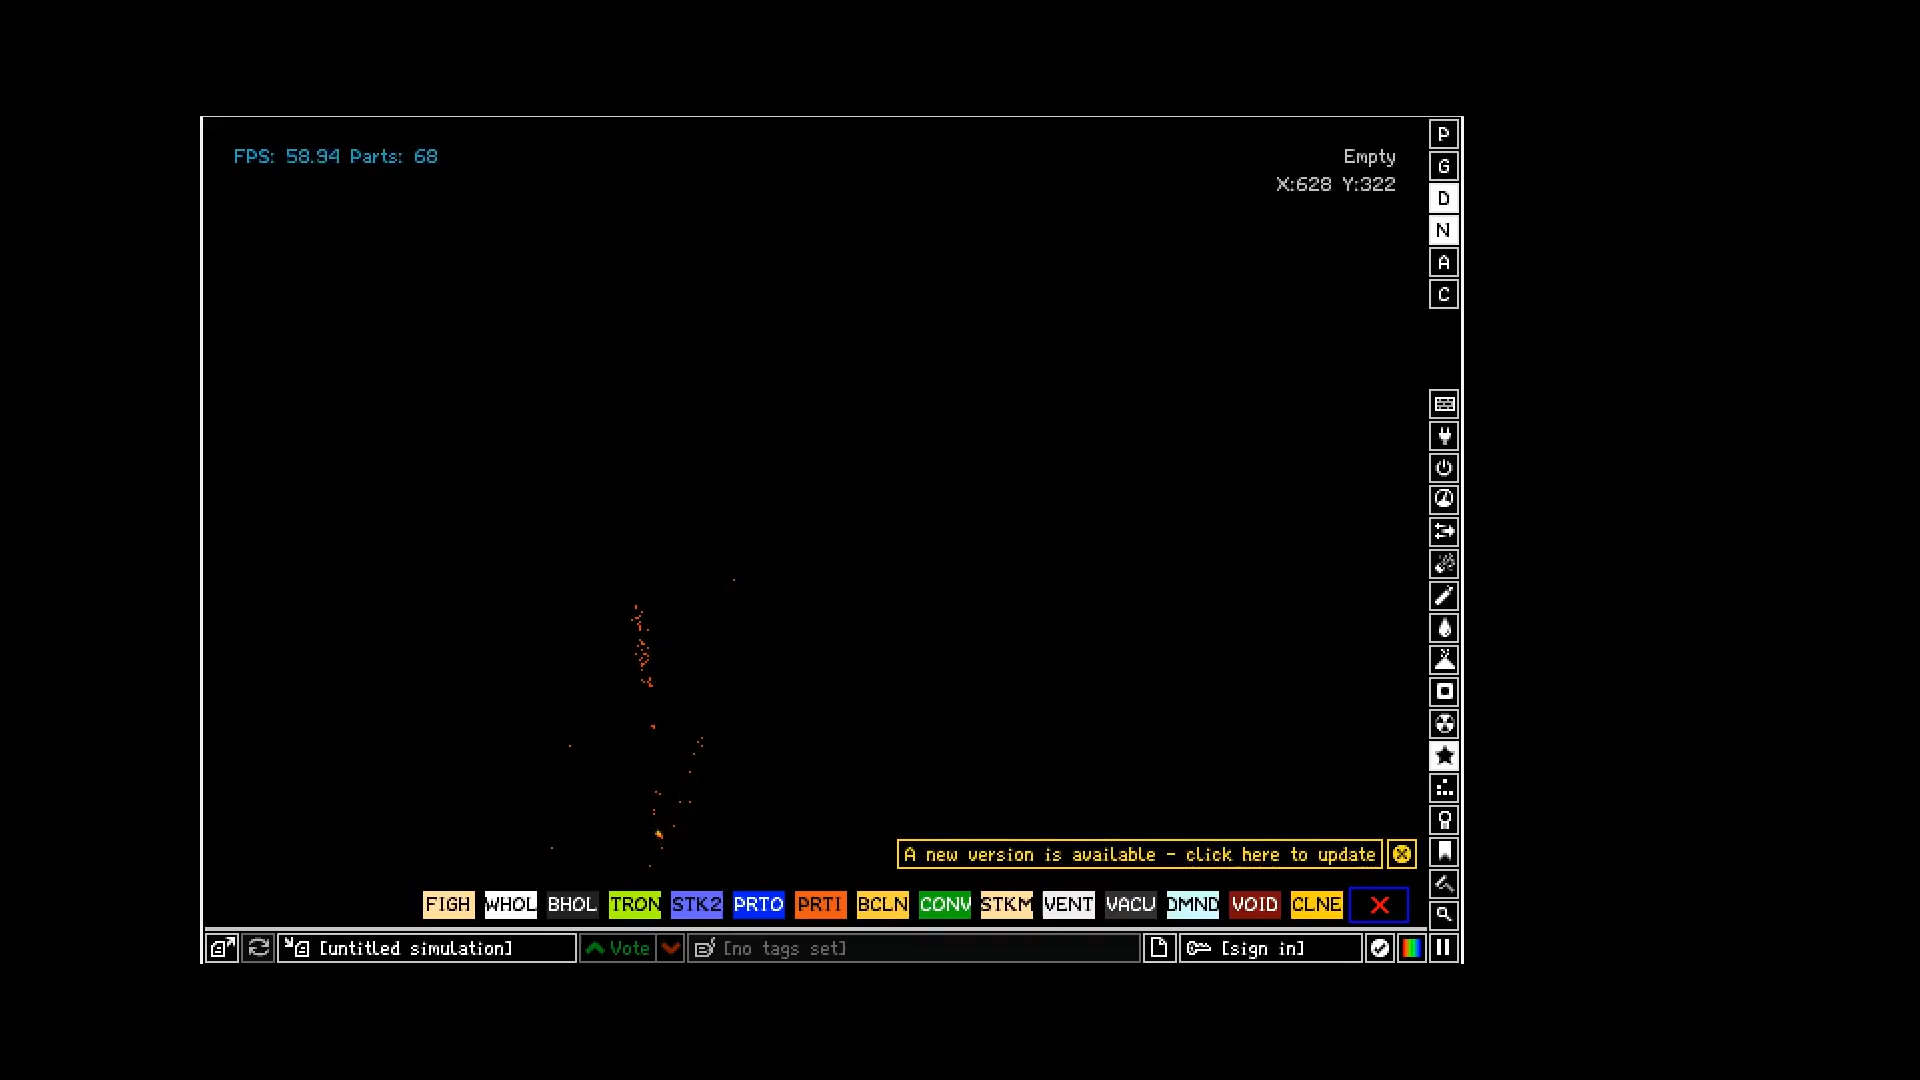 FPS: 58.94 Parts: 68
Empty
X:628 Y:322
P
G
D
N
A
C
A new version is available - click here to update
FIGH WHOL BHOL TRON STK2 PRTO PRTI BCLN CONV STKM VENT VACU DMND VOID CLNE
[untitled simulation] Vote [no tags set] [sign in]